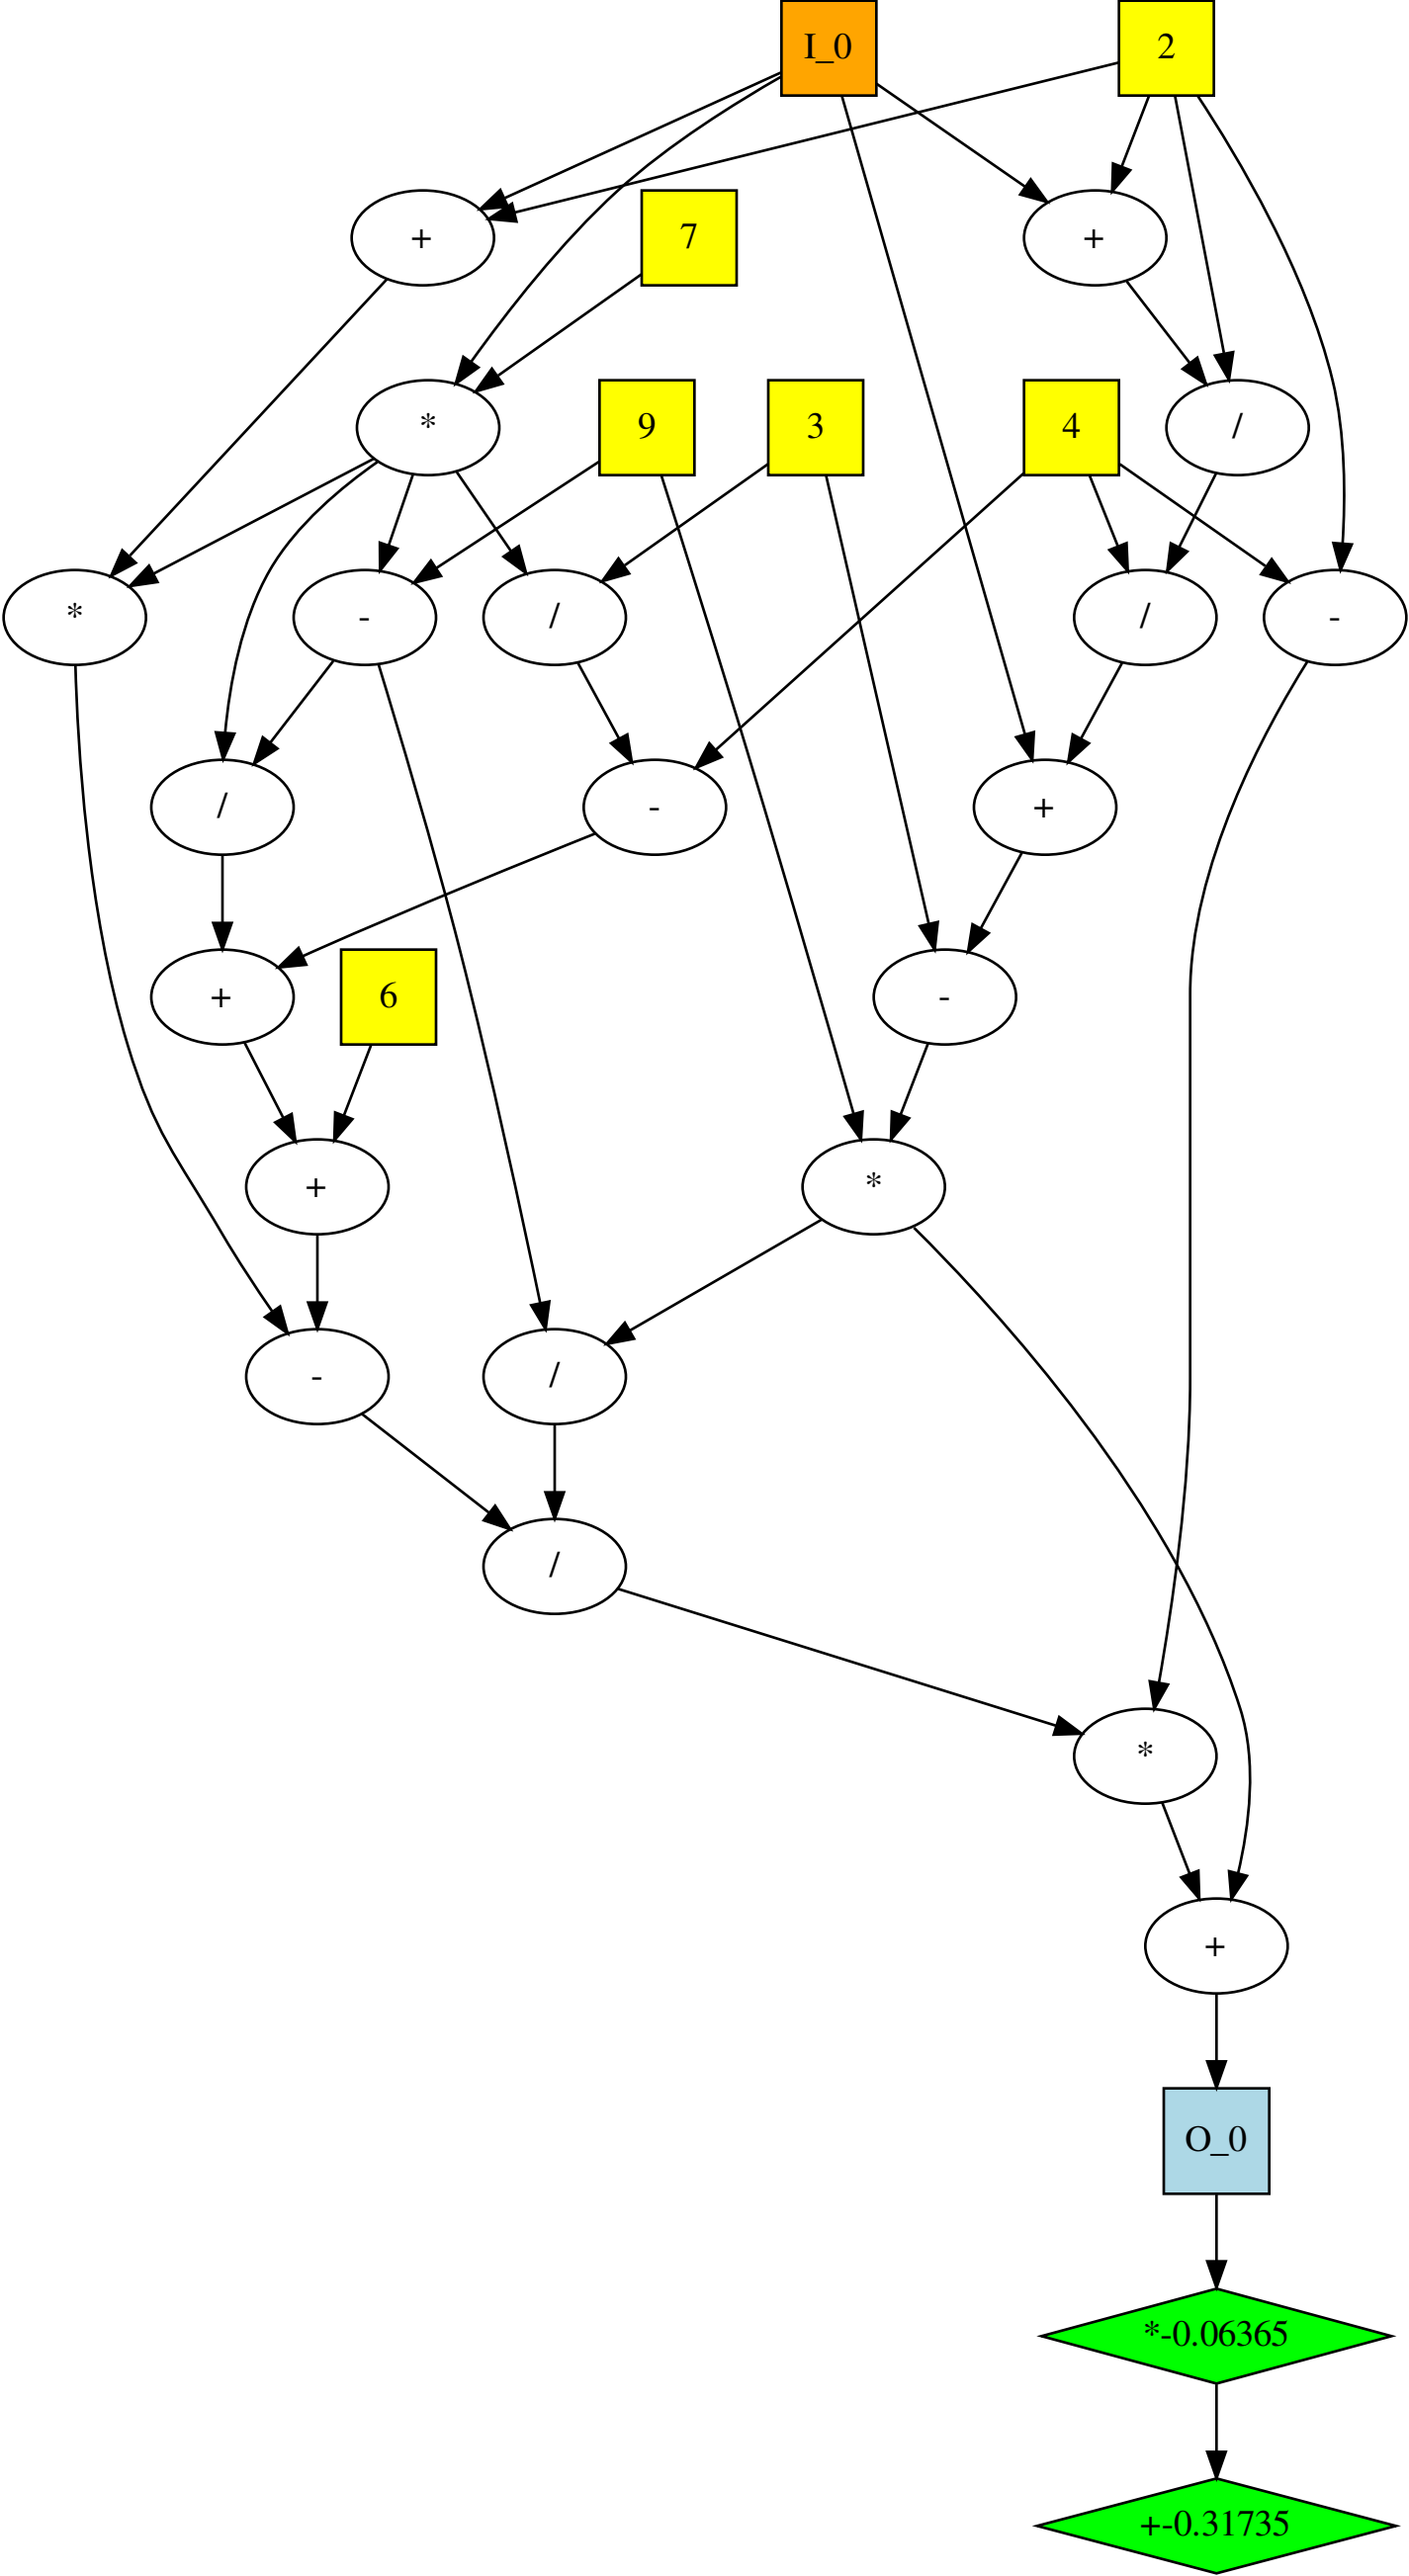 I_0 2
+ 7 +
* 9 3 4 /
* - / / -
/ - +
+ 6 -
+ *
- /
/
*
+
O_0
*-0.06365
+-0.31735